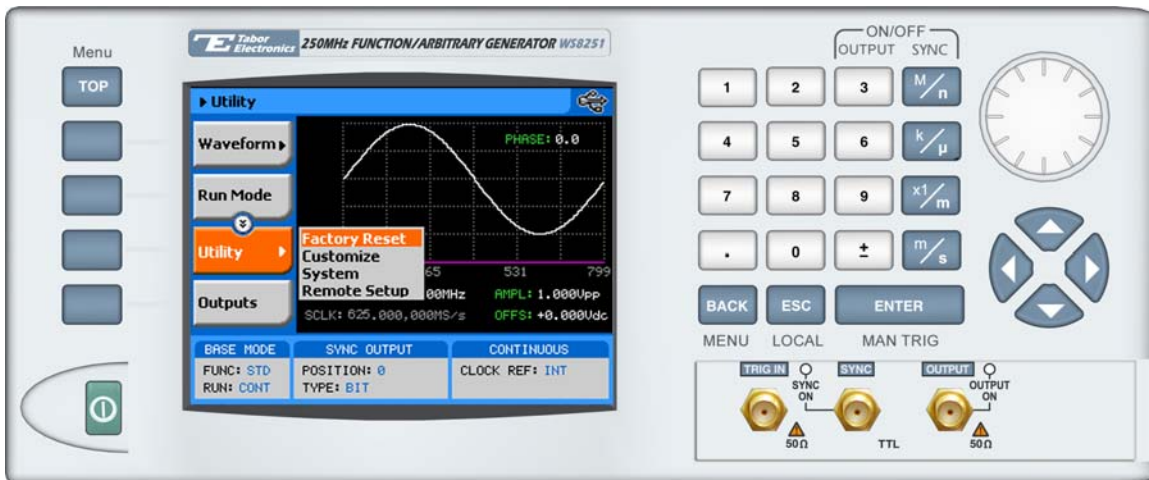 Menu
TOP
TE Tabor Electronics 250MHz FUNCTION/ARBITRARY GENERATOR WS8251
Utility
Waveform
Run Mode
Utility
Outputs
PHASE: 0.0
Factory Reset
Customize
System
Remote Setup
65 531 799
00MHz AMPL: 1.000Vpp
SCLK: 625.000,000MS/s OFFS: +0.000Vdc
BASE MODE
FUNC: STD
RUN: CONT
SYNC OUTPUT
POSITION: 0
TYPE: BIT
CONTINUOUS
CLOCK REF: INT
ON/OFF
OUTPUT SYNC
1 2 3 M/n
4 5 6 k/µ
7 8 9 x1/m
. 0 ± m/s
BACK ESC ENTER
MENU LOCAL MAN TRIG
TRIG IN SYNC OUTPUT
SYNC ON
OUTPUT ON
50Ω TTL 50Ω